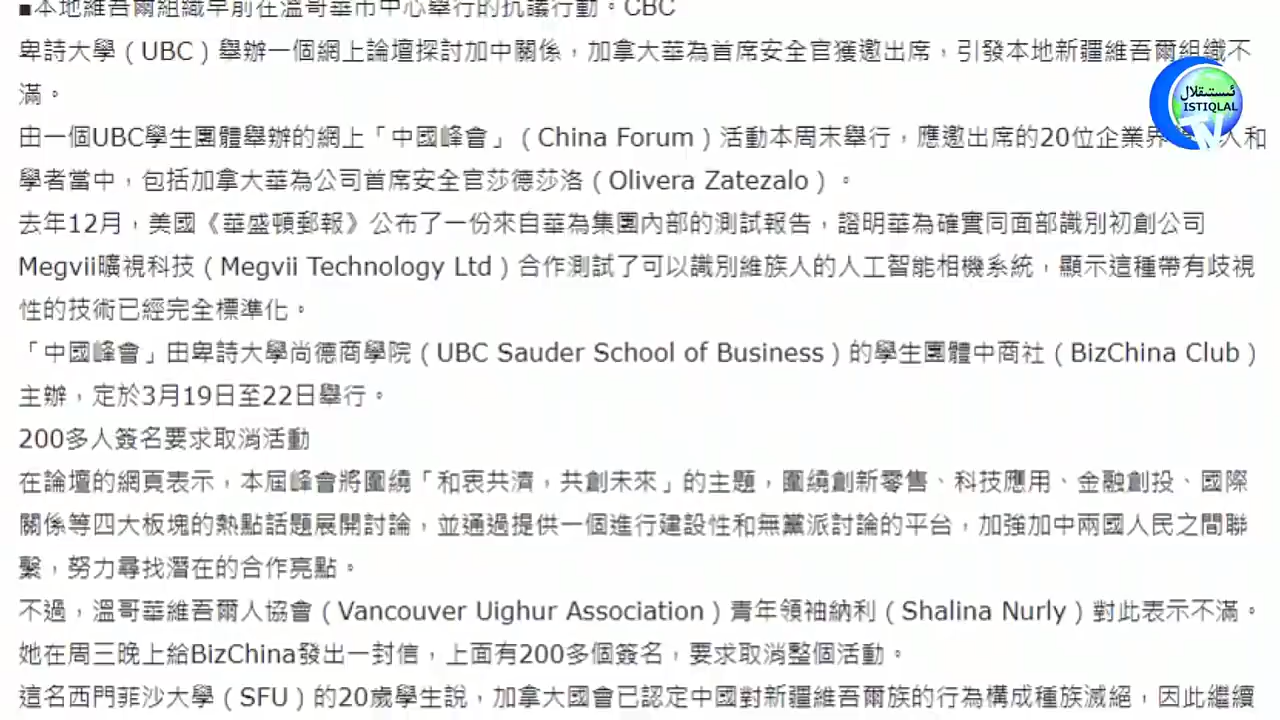 ■本地維吾爾組織早前在溫哥華市中心舉行的抗議行動。CBC
卑詩大學（UBC）舉辦一個網上論壇探討加中關係，加拿大華為首席安全官獲邀出席，引發本地新疆維吾爾組織不
滿。
由一個UBC學生團體舉辦的網上「中國峰會」（China Forum）活動本周末舉行，應邀出席的20位企業界人和
學者當中，包括加拿大華為公司首席安全官莎德莎洛（Olivera Zatezalo）。
去年12月，美國《華盛頓郵報》公布了一份來自華為集團內部的測試報告，證明華為確實同面部識別初創公司
Megvii曠視科技（Megvii Technology Ltd）合作測試了可以識別維族人的人工智能相機系統，顯示這種帶有歧視
性的技術已經完全標準化。
「中國峰會」由卑詩大學尚德商學院（UBC Sauder School of Business）的學生團體中商社（BizChina Club）
主辦，定於3月19日至22日舉行。
200多人簽名要求取消活動
在論壇的網頁表示，本屆峰會將圍繞「和衷共濟，共創未來」的主題，圍繞創新零售、科技應用、金融創投、國際
關係等四大板塊的熱點話題展開討論，並通過提供一個進行建設性和無黨派討論的平台，加強加中兩國人民之間聯
繫，努力尋找潛在的合作亮點。
不過，溫哥華維吾爾人協會（Vancouver Uighur Association）青年領袖納利（Shalina Nurly）對此表示不滿。
她在周三晚上給BizChina發出一封信，上面有200多個簽名，要求取消整個活動。
這名西門菲沙大學（SFU）的20歲學生說，加拿大國會已認定中國對新疆維吾爾族的行為構成種族滅絕，因此繼續
ئىستىقلال
ISTIQLAL
TV